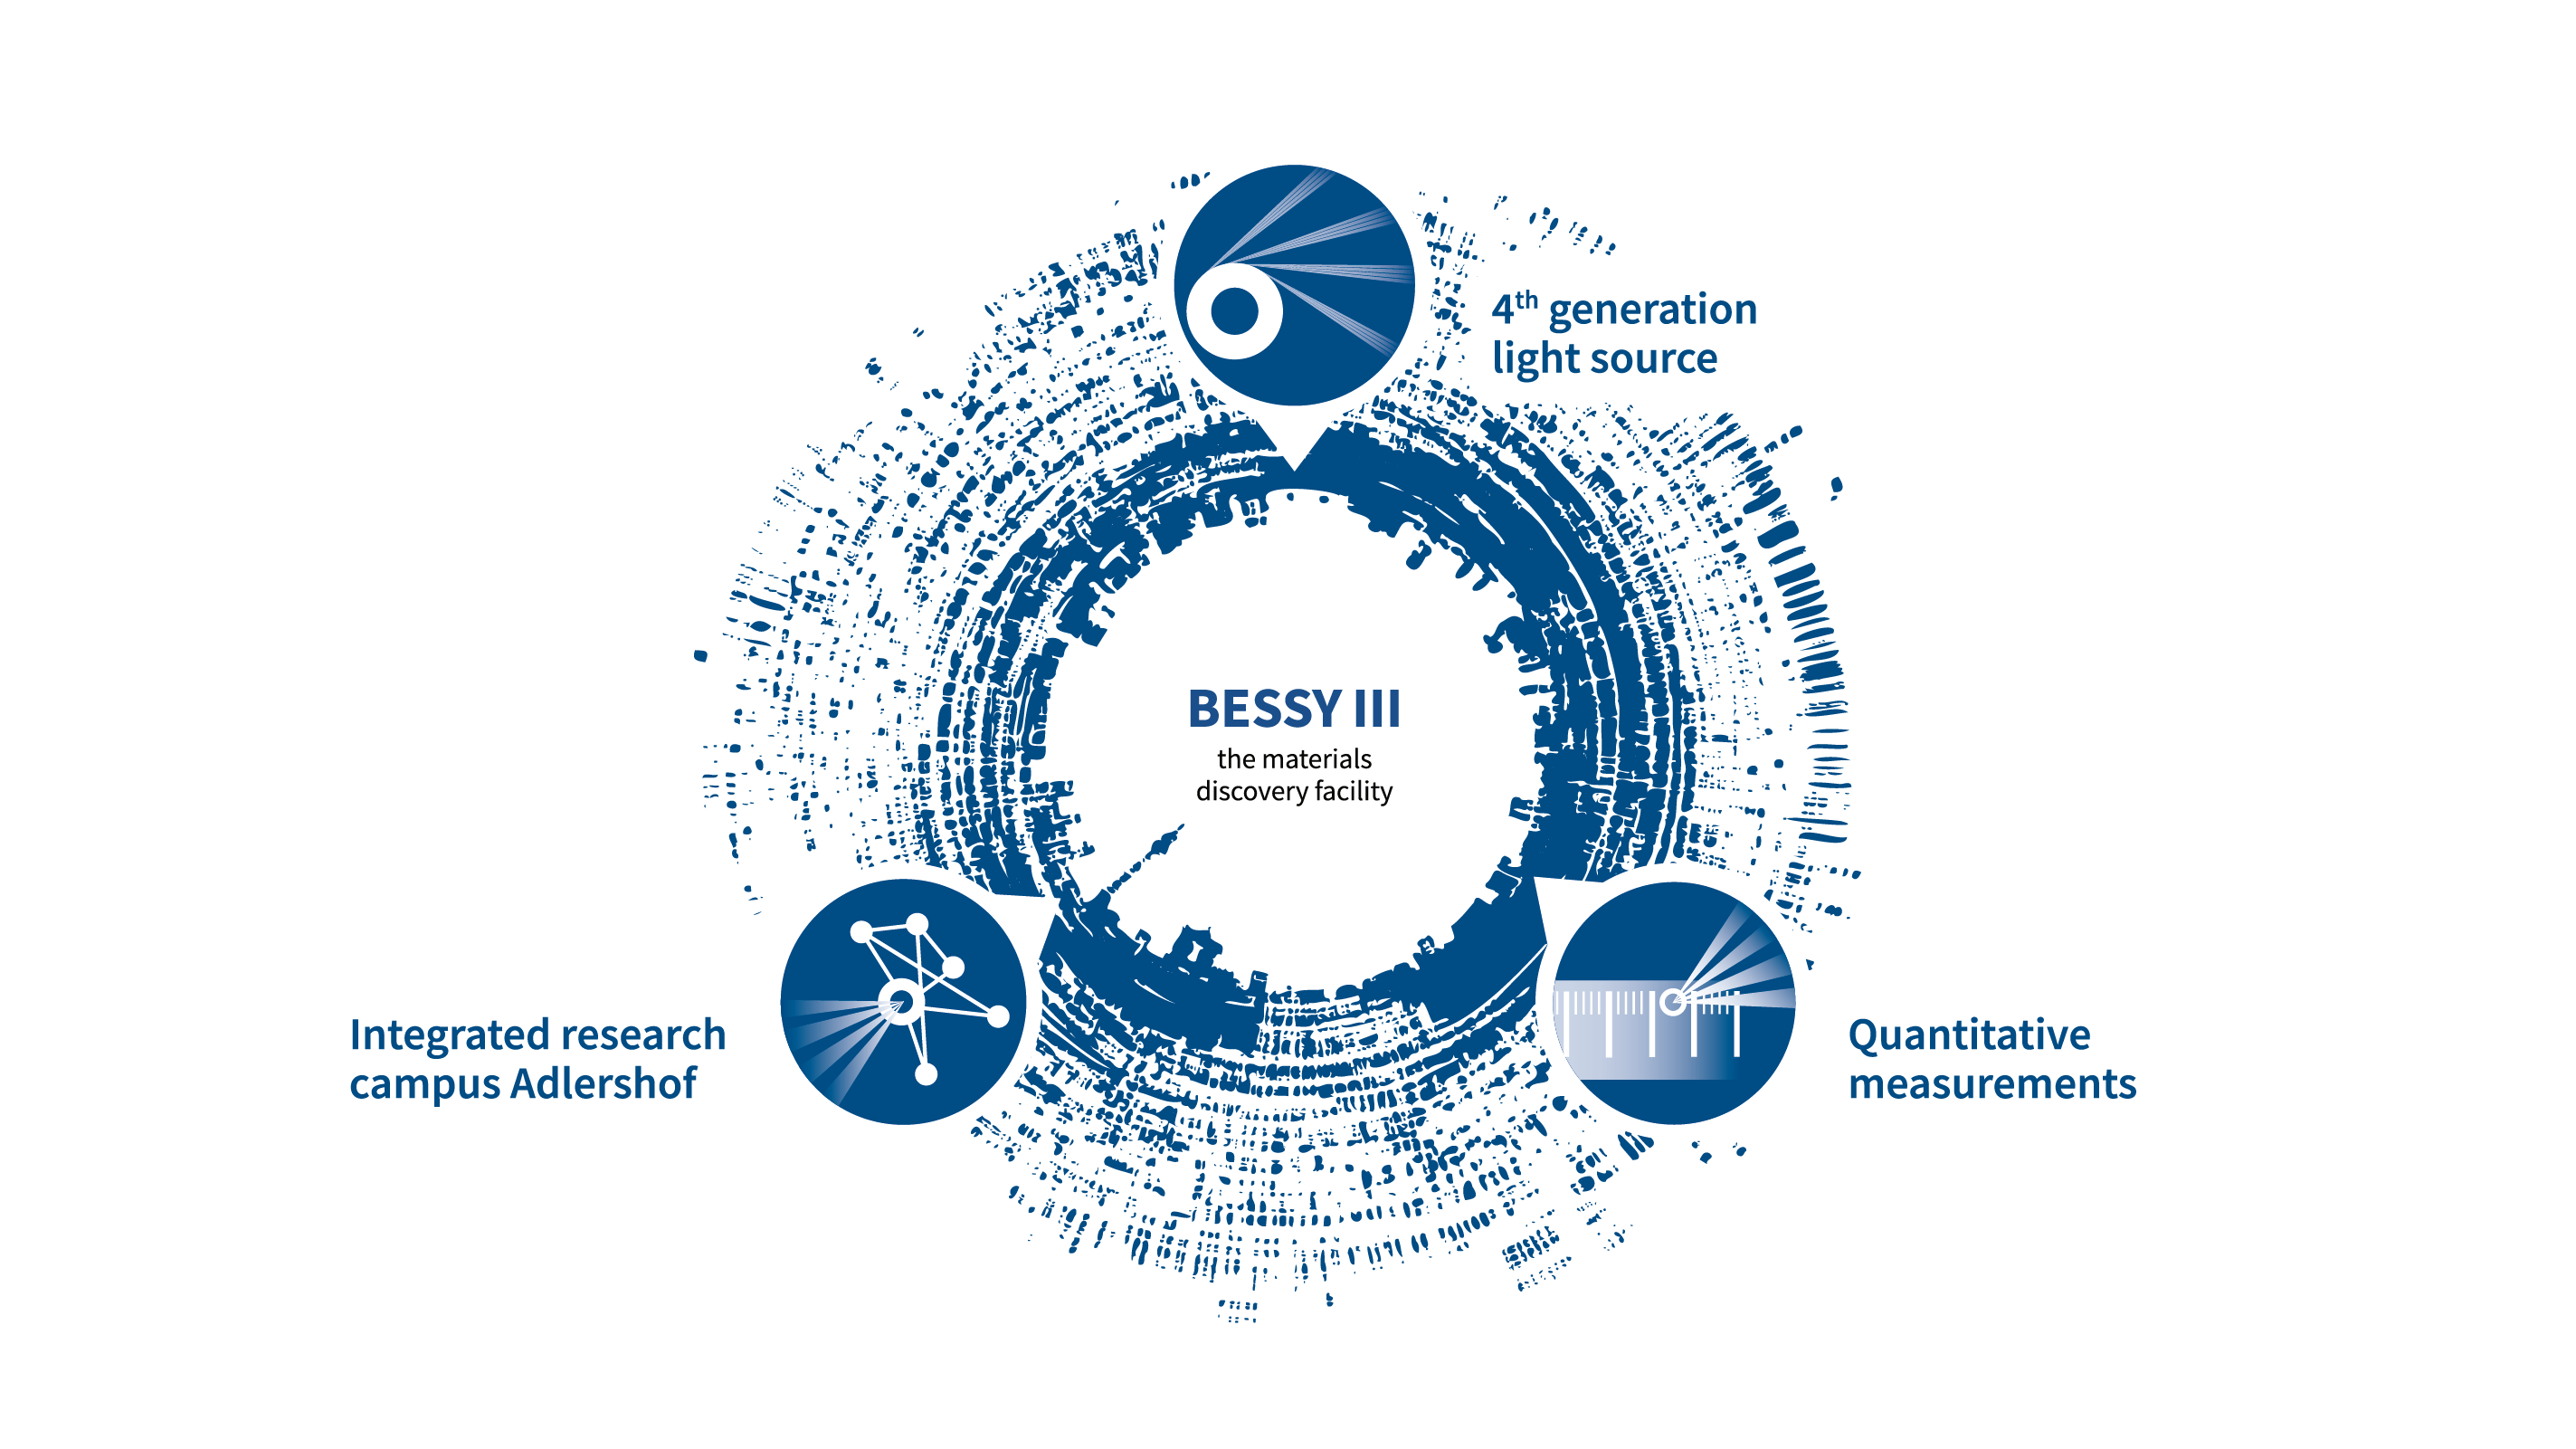 4th generation
light source
BESSY III
the materials
discovery facility
Integrated research
campus Adlershof
Quantitative
measurements